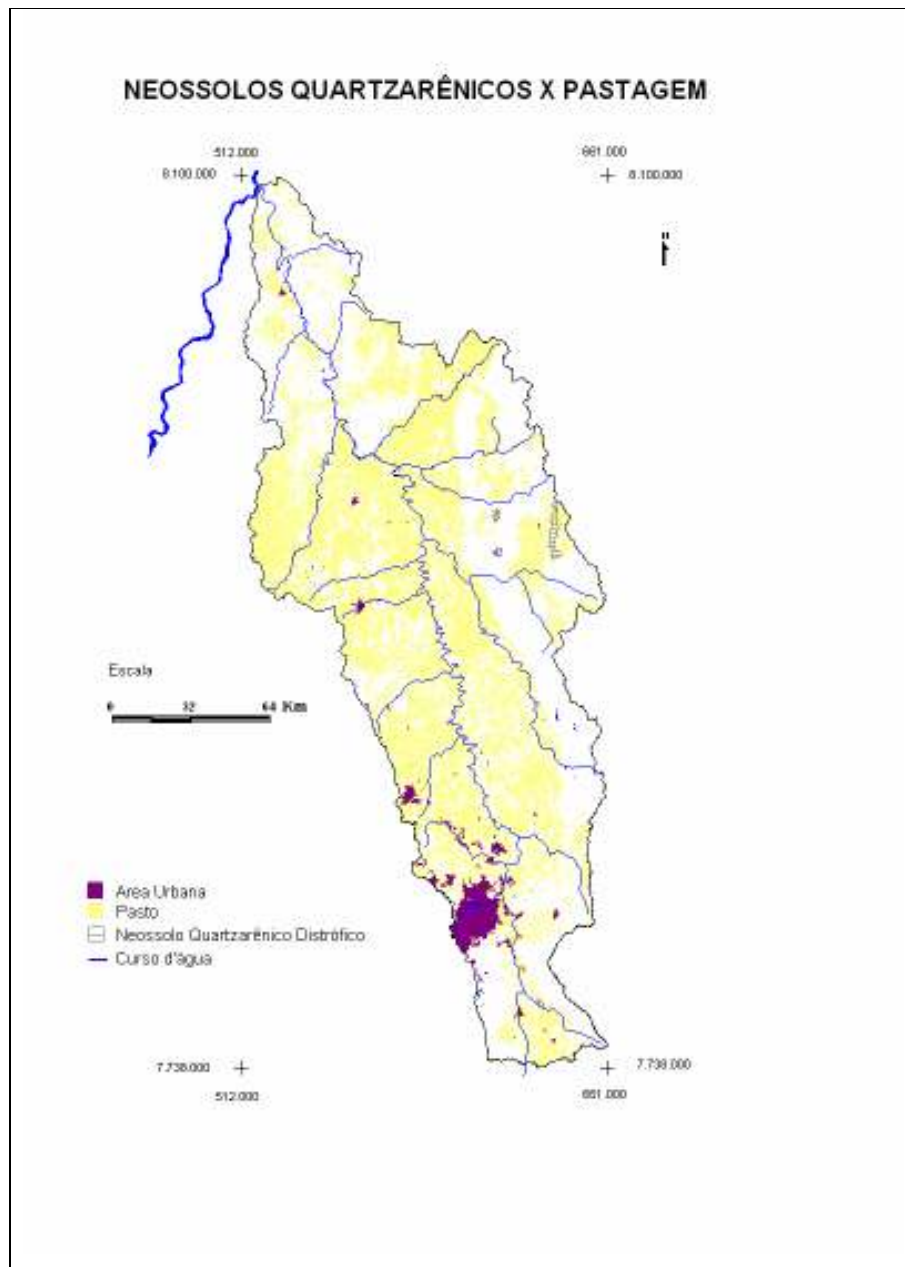 NEOSSOLOS QUARTZARÊNICOS X PASTAGEM
512.000
661.000
8.100.000
8.100.000
Escala
0 32 64 Km
Area Urbana
Pasto
Neossolo Quartzarênico Distrófico
Curso d'água
7.738.000
7.738.000
512.000
661.000